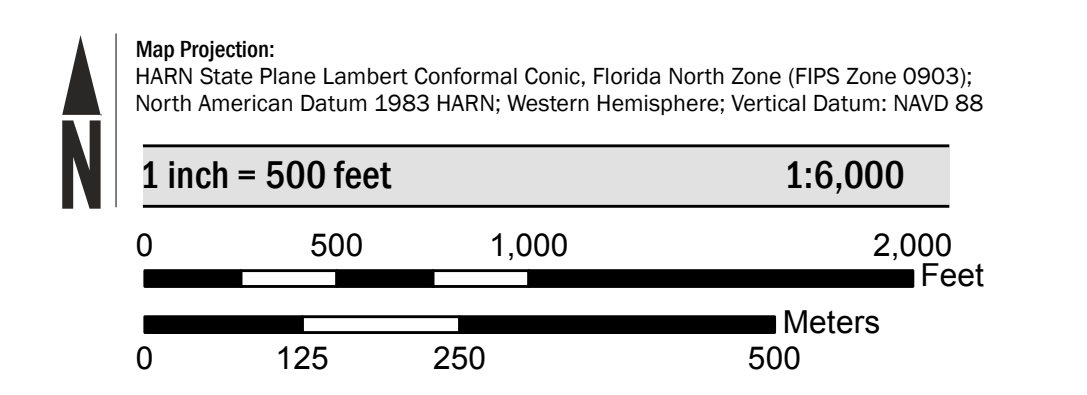 N
Map Projection:
HARN State Plane Lambert Conformal Conic, Florida North Zone (FIPS Zone 0903);
North American Datum 1983 HARN; Western Hemisphere; Vertical Datum: NAVD 88
1 inch = 500 feet 1:6,000
0 500 1,000 2,000
Feet
Meters
0 125 250 500